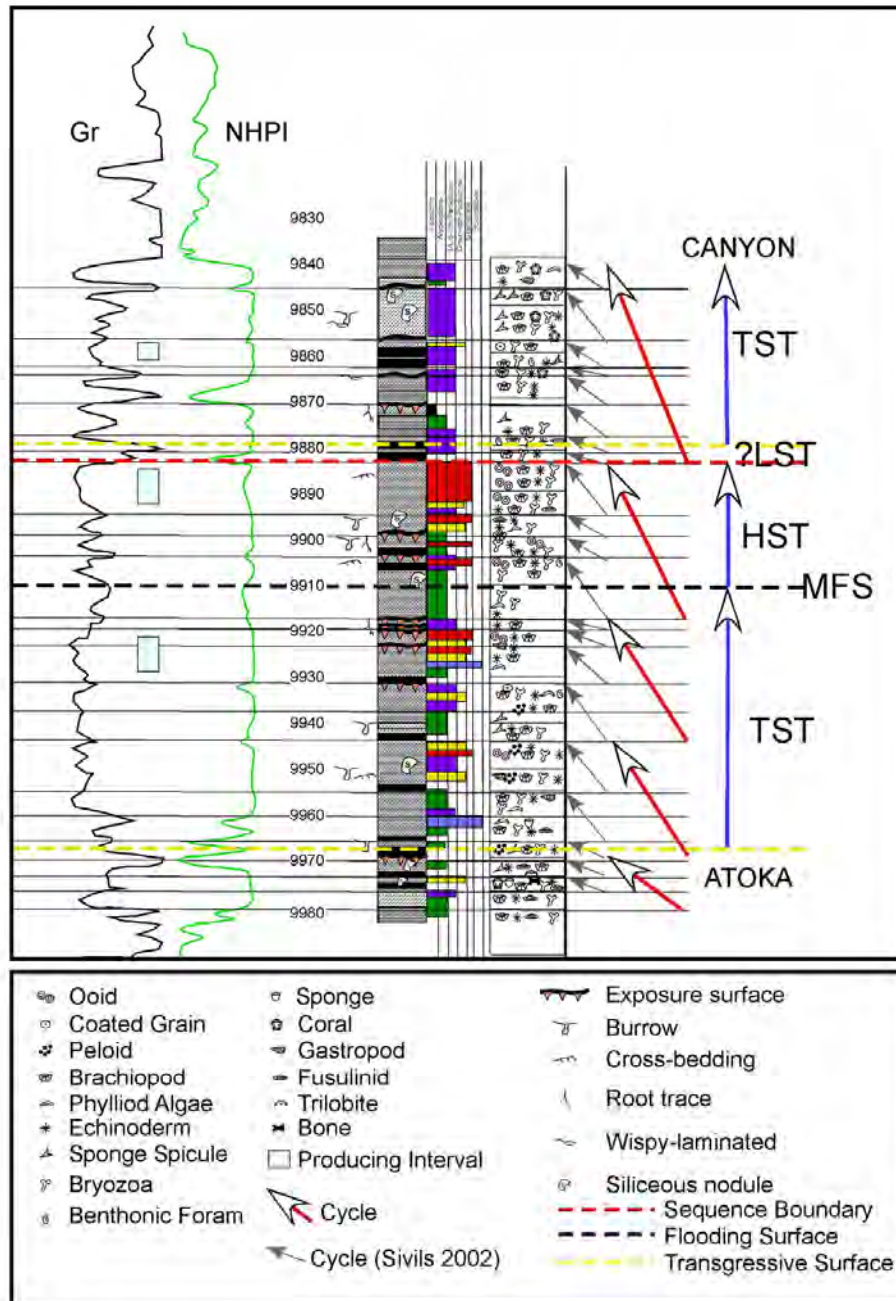 Gr
NHPI
9830
CANYON
9840
9850
TST
9860
9870
9880
?LST
9890
HST
9900
9910
MFS
9920
9930
TST
9940
9950
9960
9970
ATOKA
9980
Ooid
Coated Grain
Peloid
Brachiopod
Phylliod Algae
Echinoderm
Sponge Spicule
Bryozoa
Benthonic Foram
Sponge
Coral
Gastropod
Fusulinid
Trilobite
Bone
Producing Interval
Cycle
Cycle (Sivils 2002)
Exposure surface
Burrow
Cross-bedding
Root trace
Wispy-laminated
Siliceous nodule
Sequence Boundary
Flooding Surface
Transgressive Surface